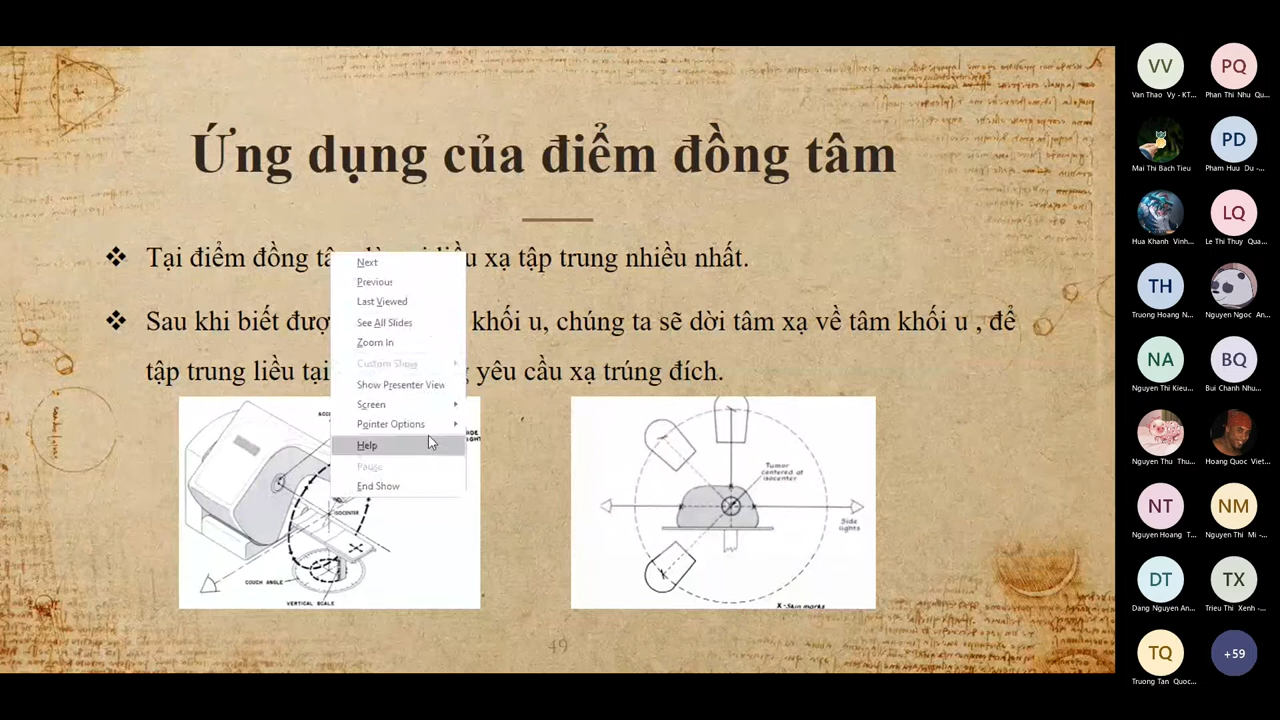 Ứng dụng của điểm đồng tâm
Tại điểm đồng xạ tập trung nhiều nhất.
Sau khi biết khối u, chúng ta sẽ dời tâm xạ về tâm khối u , để
tập trung liều tại yêu cầu xạ trúng đích.
Next
Previous
Last Viewed
See All Slides
Zoom In
Custom Show
Show Presenter View
Screen
Pointer Options
Help
Pause
End Show
ISOCENTER
COUCH ANGLE
VERTICAL SCALE
Tumor
centered at
isocenter
Side
lights
X - Skin marks
49
VV
Van Thao Vy - KT...
PQ
Phan Thi Nhu Qu...
Mai Thi Bach Tieu
PD
Pham Huu Du -...
Hua Khanh Vinh...
LQ
Le Thi Thuy Qua...
TH
Truong Hoang N...
Nguyen Ngoc An...
NA
Nguyen Thi Kieu...
BQ
Bui Chanh Nhu...
Nguyen Thu Thu...
Hoang Quoc Viet...
NT
Nguyen Hoang T...
NM
Nguyen Thi Mi -...
DT
Dang Nguyen An...
TX
Trieu Thi Xenh -...
TQ
Truong Tan Quoc...
+59